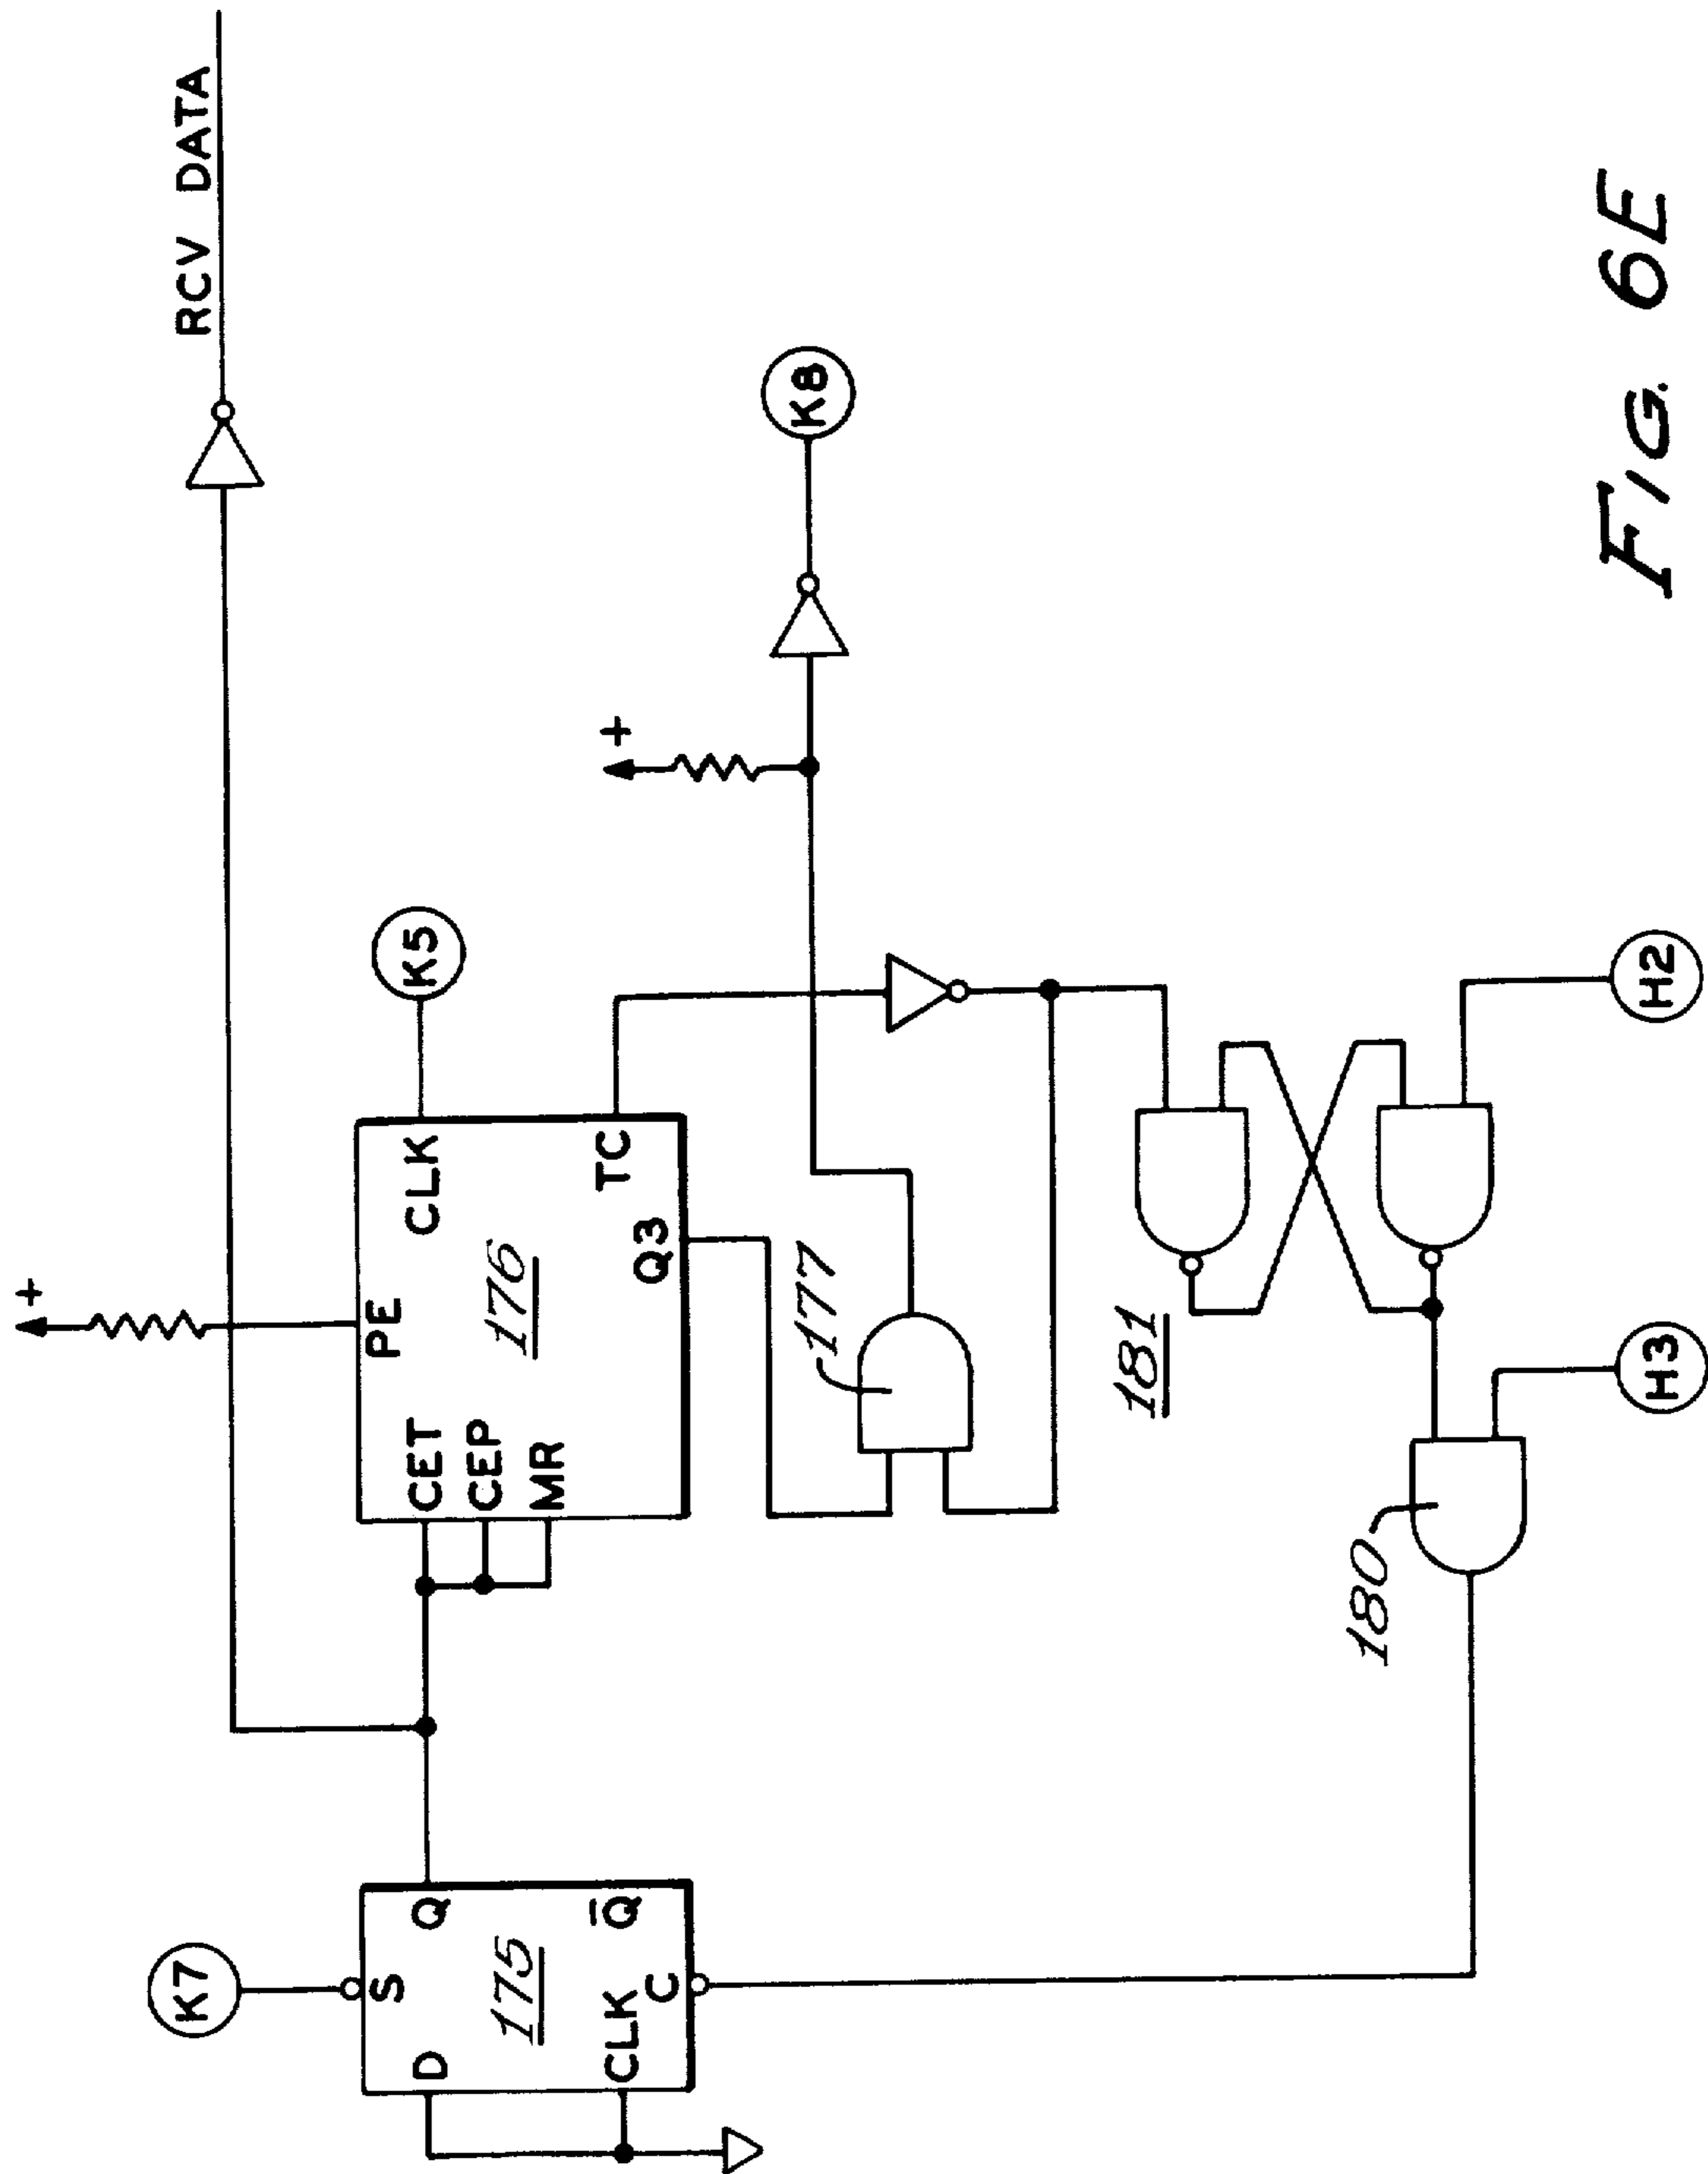 RCV DATA
+
K7
K5
K8
+
S
D
Q
175
CLK
C
Q̄
PE
CET
CLK
CEP
176
MR
TC
Q3
177
181
180
H3
H2
FIG. 6E